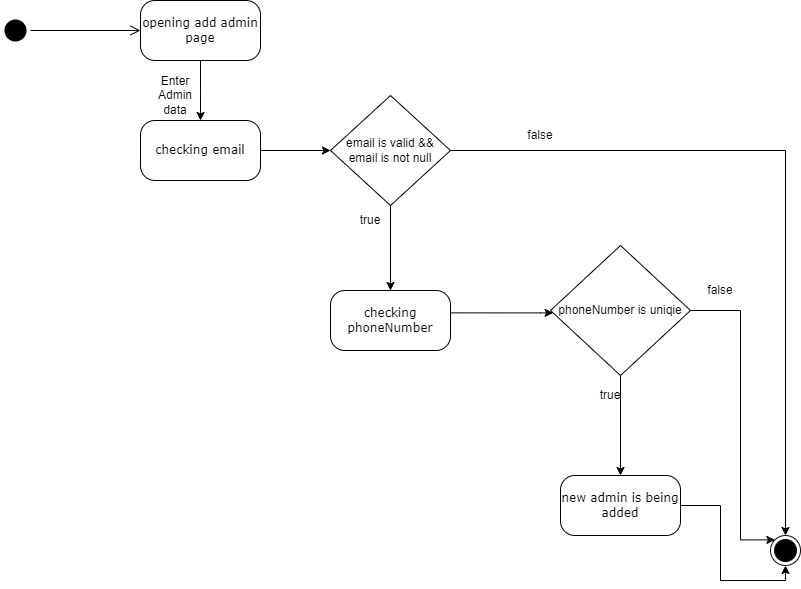 opening add admin
page
Enter
Admin
data
checking email
email is valid &&
email is not null
false
true
checking
phoneNumber
phoneNumber is uniqie
false
true
new admin is being
added